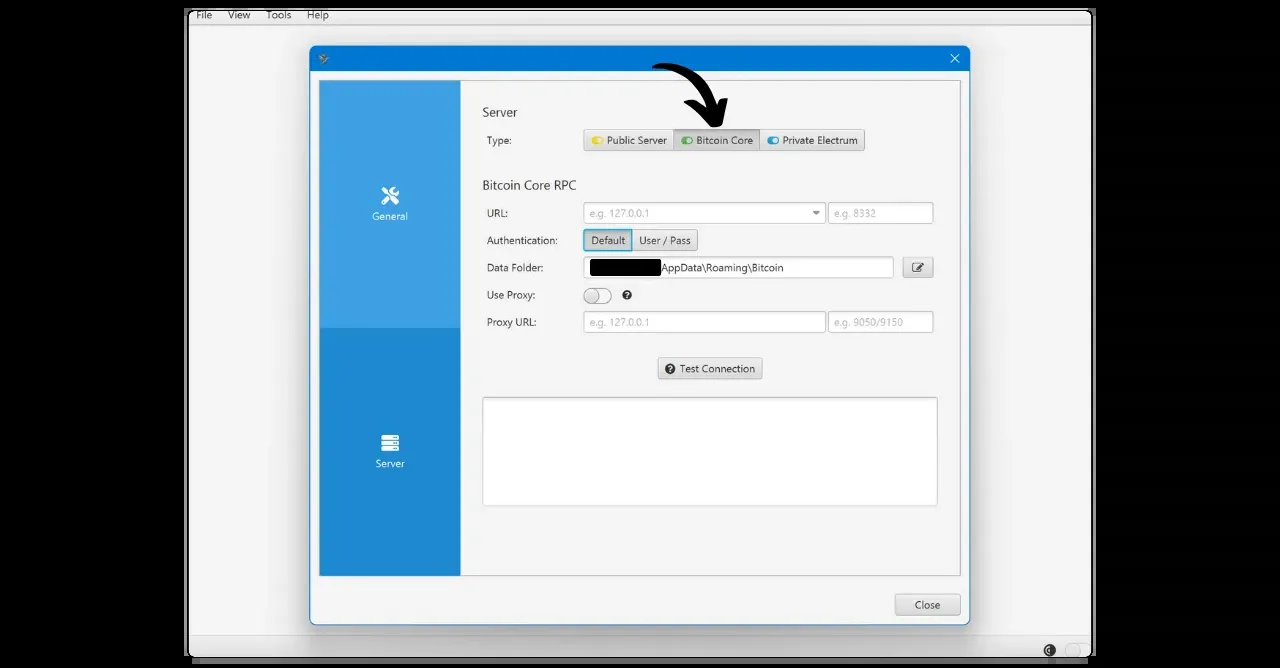 File View Tools Help
Server
Type: Public Server Bitcoin Core Private Electrum
Bitcoin Core RPC
URL: e.g. 127.0.0.1 e.g. 8332
Authentication: Default User / Pass
Data Folder: AppData\Roaming\Bitcoin
Use Proxy:
Proxy URL: e.g. 127.0.0.1 e.g. 9050/9150
Test Connection
General
Server
Close